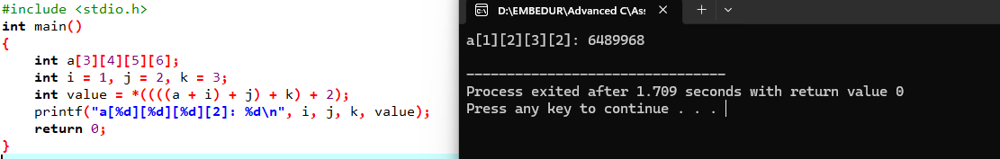 #include <stdio.h>
int main()
{
    int a[3][4][5][6];
    int i = 1, j = 2, k = 3;
    int value = *((((a + i) + j) + k) + 2);
    printf("a[%d][%d][%d][2]: %d\n", i, j, k, value);
    return 0;
}
D:\EMBEDUR\Advanced C\Ass
a[1][2][3][2]: 6489968
--------------------------------
Process exited after 1.709 seconds with return value 0
Press any key to continue . . .